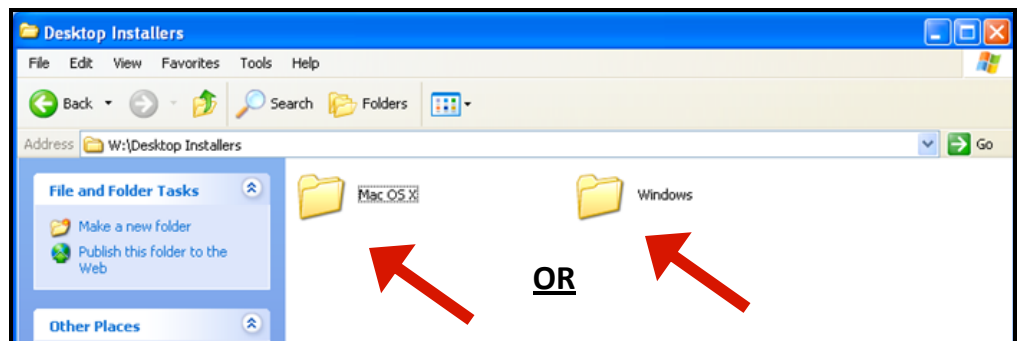 Desktop Installers
File Edit View Favorites Tools Help
Back Search Folders
Address W:\Desktop Installers Go
File and Folder Tasks
Make a new folder
Publish this folder to the
Web
Other Places
Mac OS X
Windows
OR